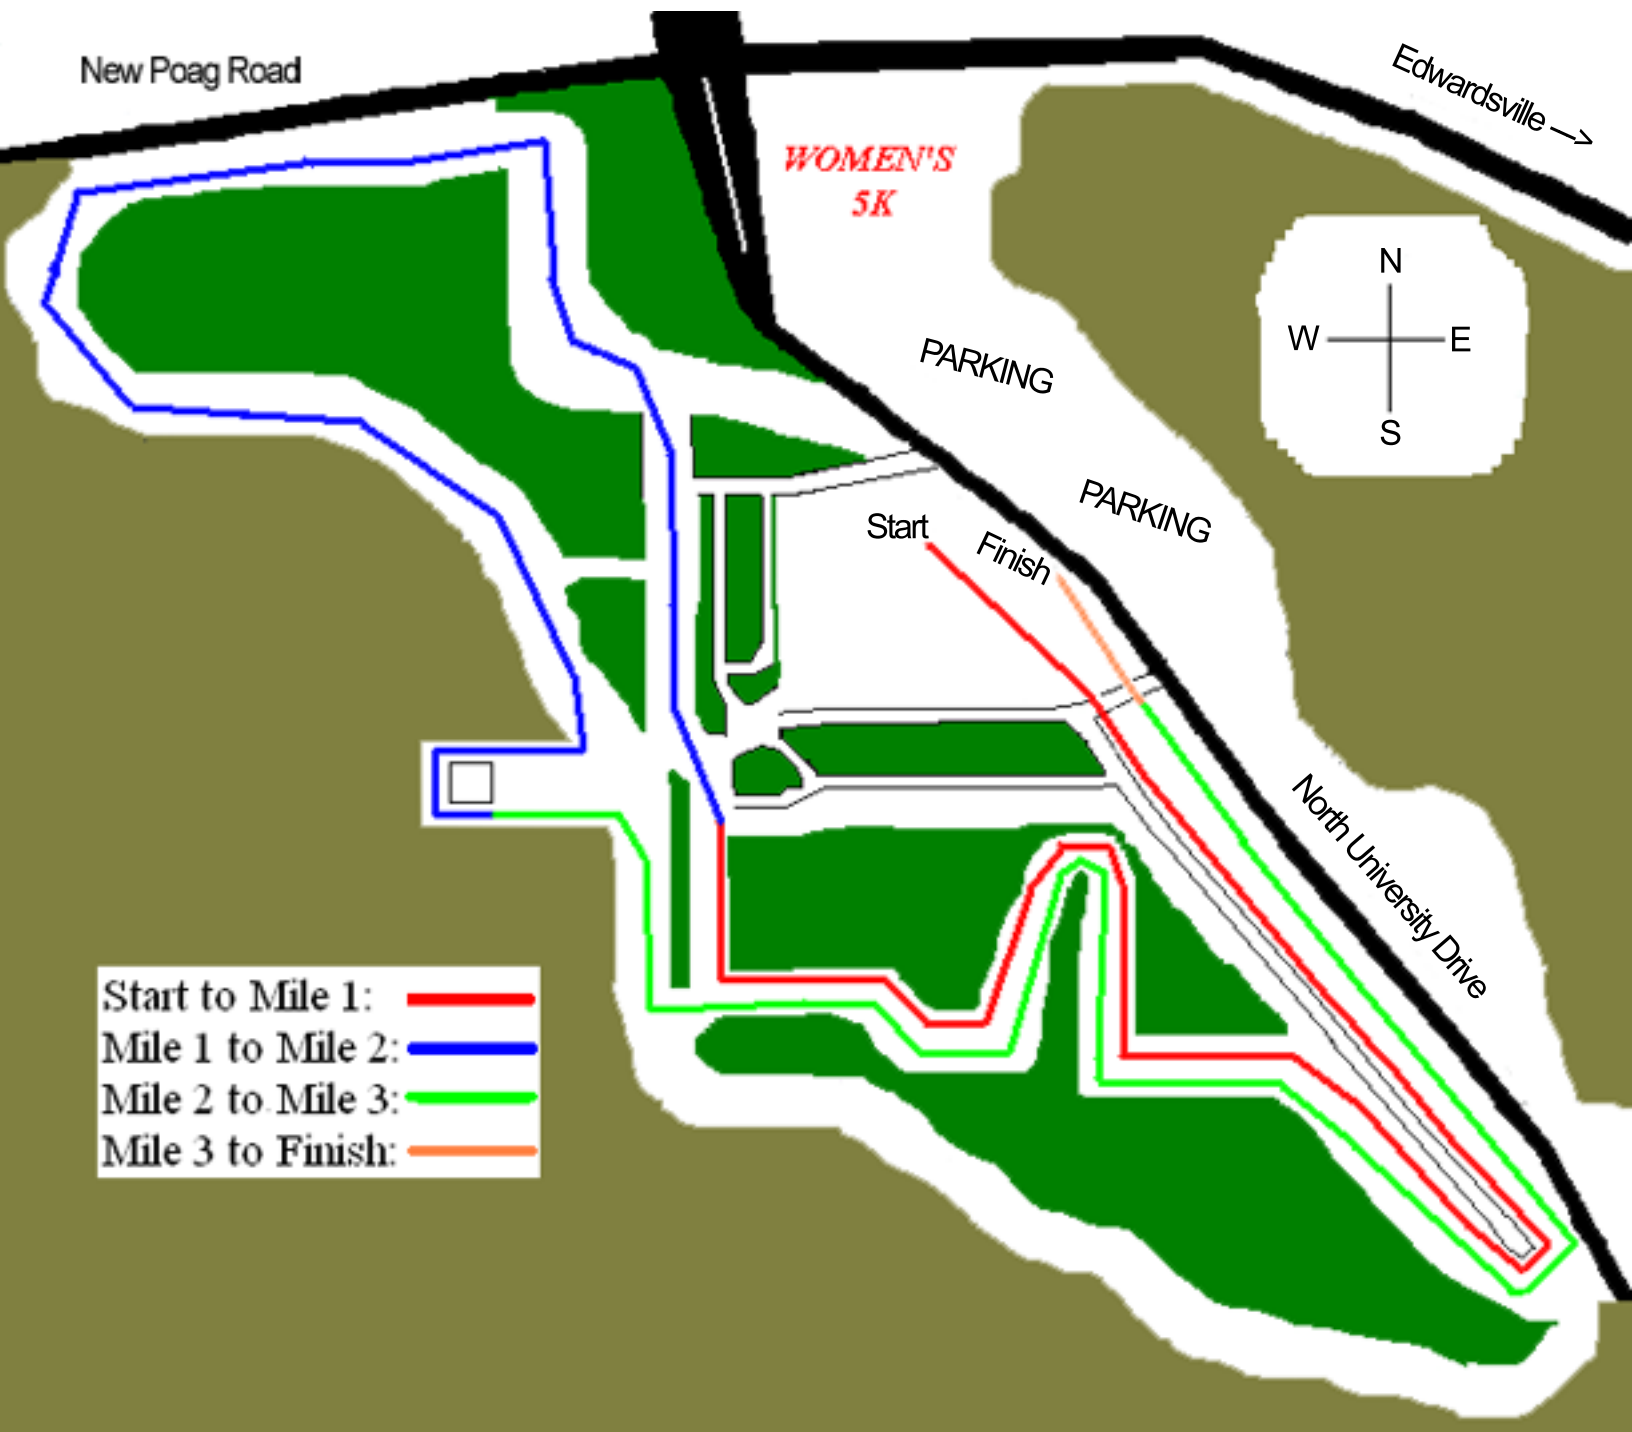 New Poag Road
Edwardsville —>
WOMEN'S
5K
N
W E
S
PARKING
PARKING
Start
Finish
North University Drive
Start to Mile 1:
Mile 1 to Mile 2:
Mile 2 to Mile 3:
Mile 3 to Finish: